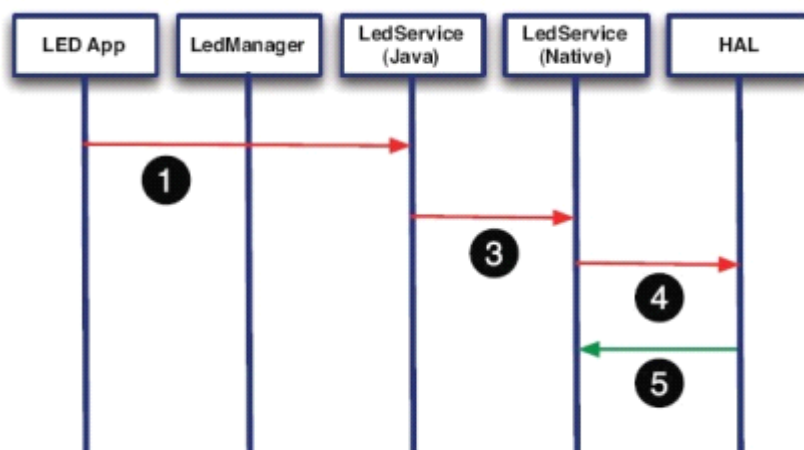 LED App
LedManager
LedService
(Java)
LedService
(Native)
HAL
1
3
4
5